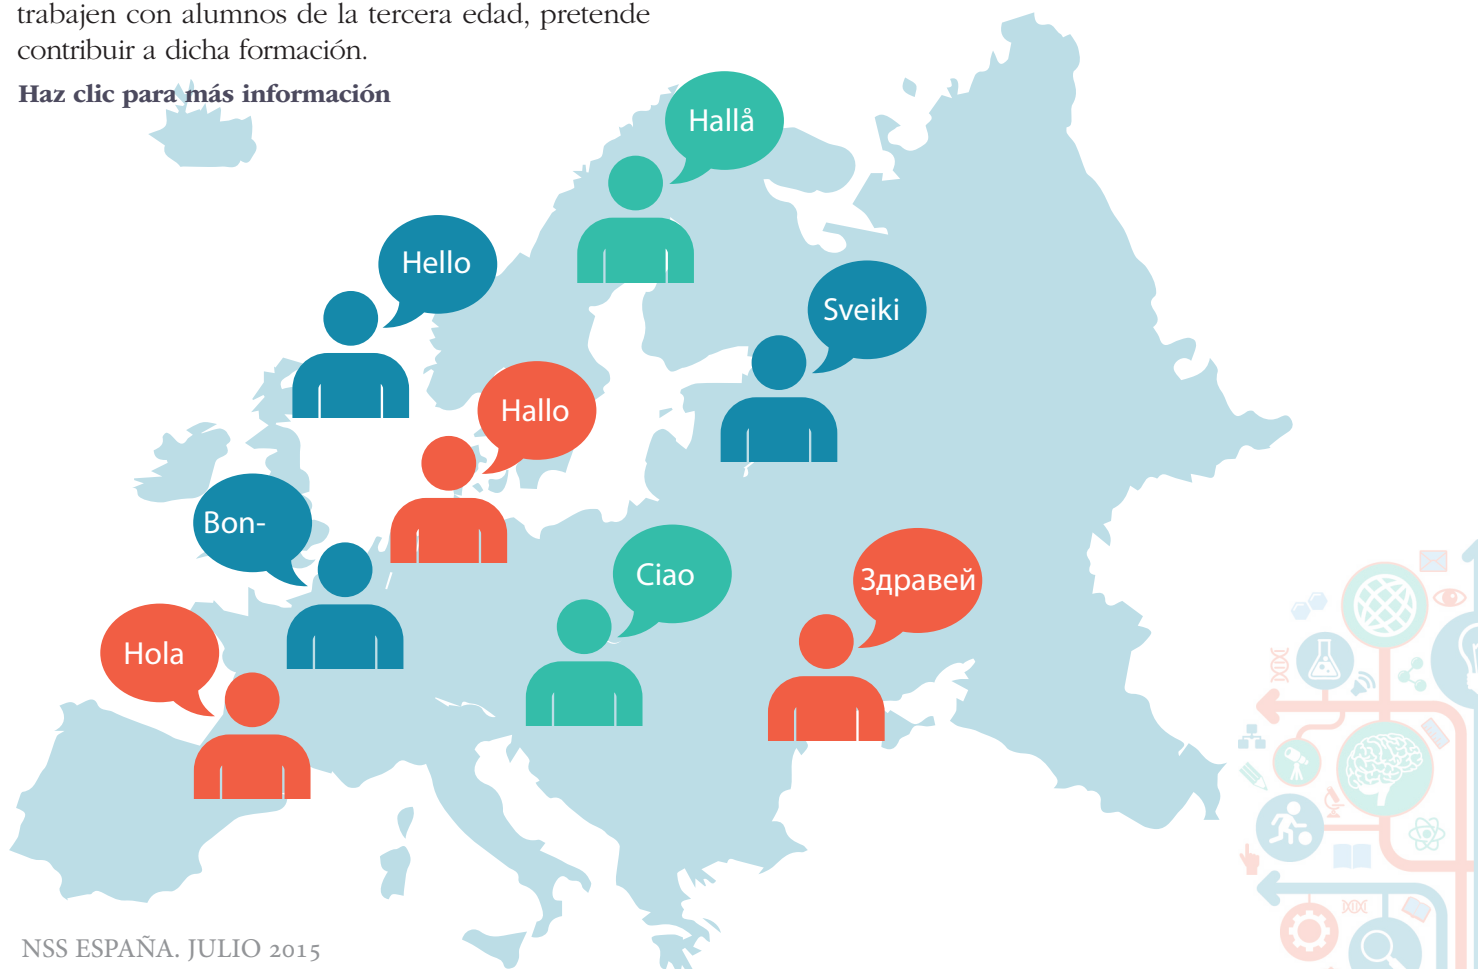 trabajen con alumnos de la tercera edad, pretende
contribuir a dicha formación.
Haz clic para más información
Hallå
Hello
Sveiki
Hallo
Bon-
Ciao
Здравей
Hola
NSS ESPAÑA. JULIO 2015